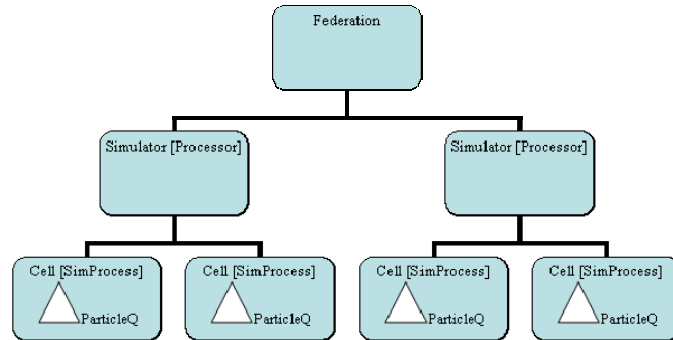 Federation
Simulator [Processor]
Simulator [Processor]
Cell [SimProcess]
Cell [SimProcess]
Cell [SimProcess]
Cell [SimProcess]
ParticleQ
ParticleQ
ParticleQ
ParticleQ